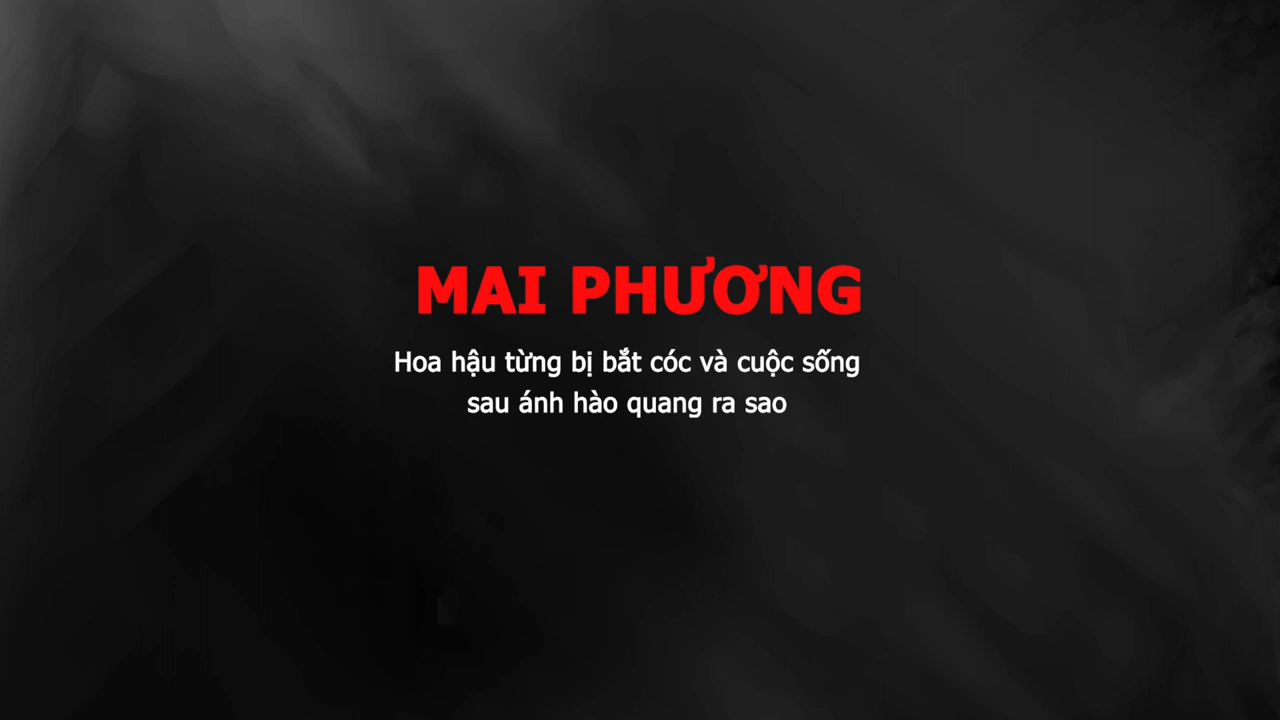 MAI PHƯƠNG
Hoa hậu từng bị bắt cóc và cuộc sống
sau ánh hào quang ra sao